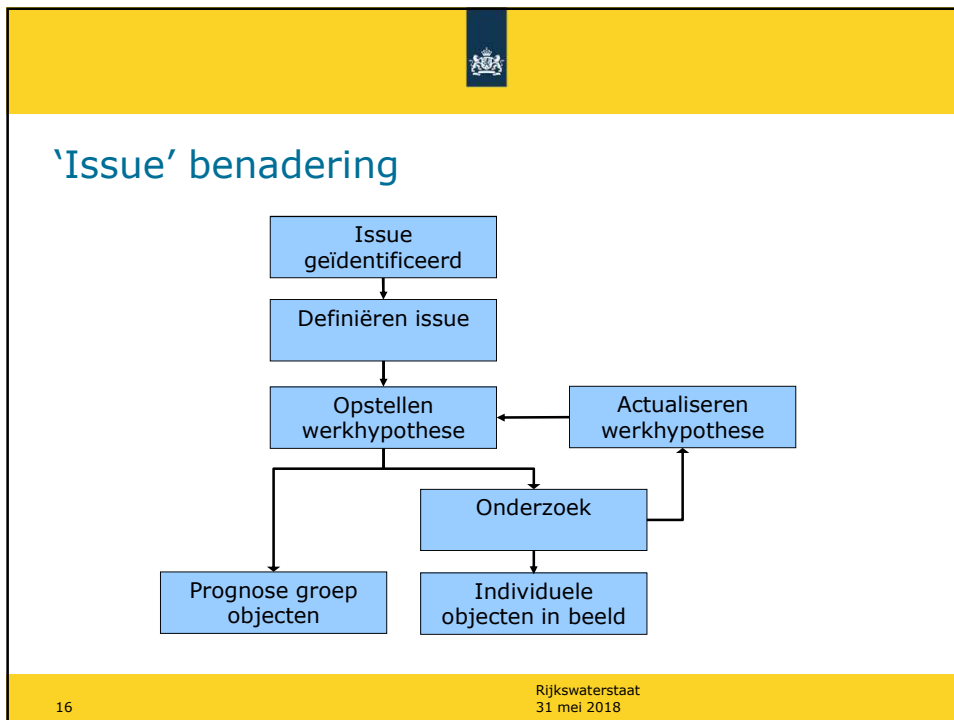 ‘Issue’ benadering
Issue
geïdentificeerd
Definiëren issue
Opstellen
werkhypothese
Actualiseren
werkhypothese
Onderzoek
Prognose groep
objecten
Individuele
objecten in beeld
16
Rijkswaterstaat
31 mei 2018